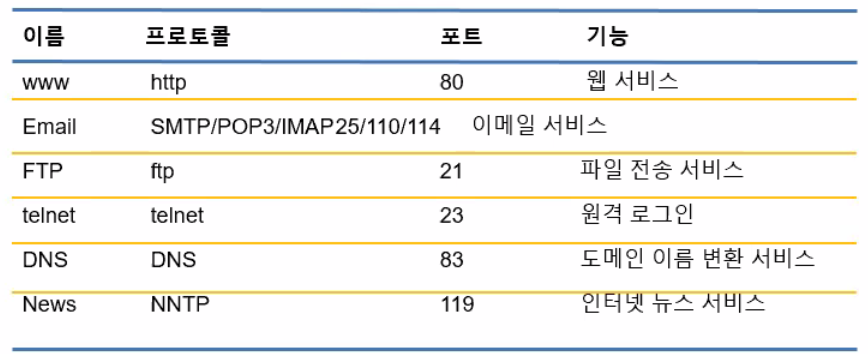 이름 프로토콜 포트 기능
www http 80 웹 서비스
Email SMTP/POP3/IMAP25/110/114 이메일 서비스
FTP ftp 21 파일 전송 서비스
telnet telnet 23 원격 로그인
DNS DNS 83 도메인 이름 변환 서비스
News NNTP 119 인터넷 뉴스 서비스